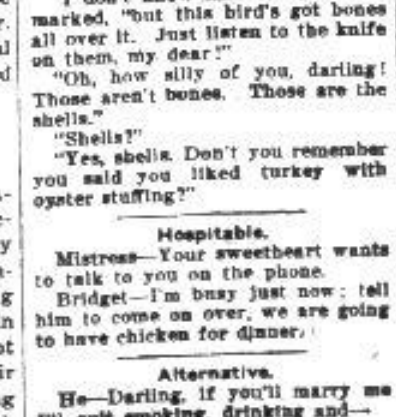 marked, "but this bird's got bones
all over it. Just listen to the knife
on them, my dear!"
"Oh, how silly of you, darling!
Those aren't bones. Those are the
shells."
"Shells?"
"Yes, shells. Don't you remember
you said you liked turkey with
oyster stuffing?"
Hospitable.
Mistress—Your sweetheart wants
to talk to you on the phone.
Bridget—I'm busy just now; tell
him to come on over, we are going
to have chicken for dinner.
Alternative.
He—Darling, if you'll marry me
smoking, drinking and—